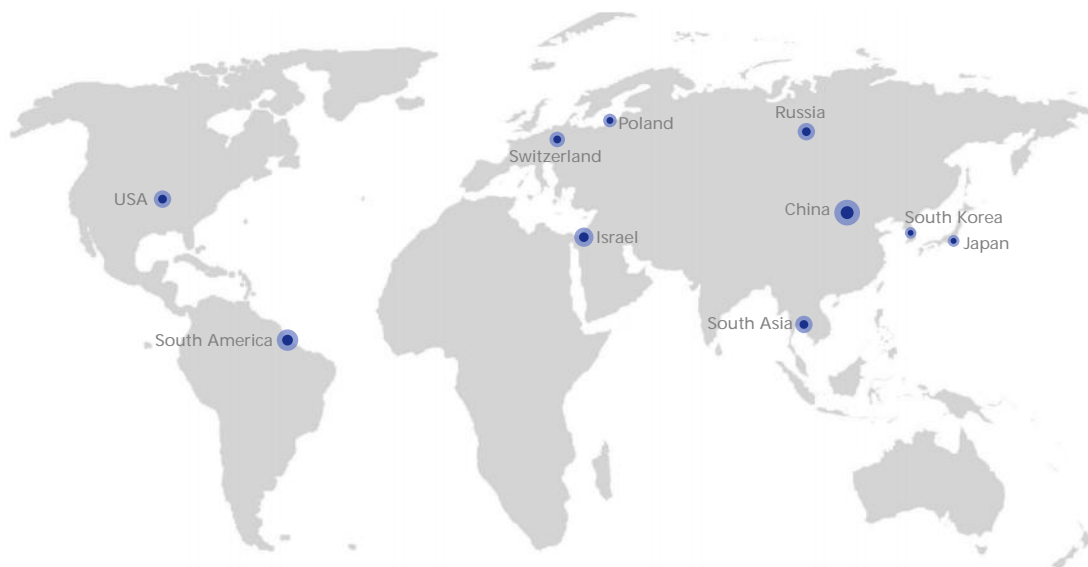 Russia
Poland
Switzerland
USA
China
South Korea
Israel
Japan
South Asia
South America